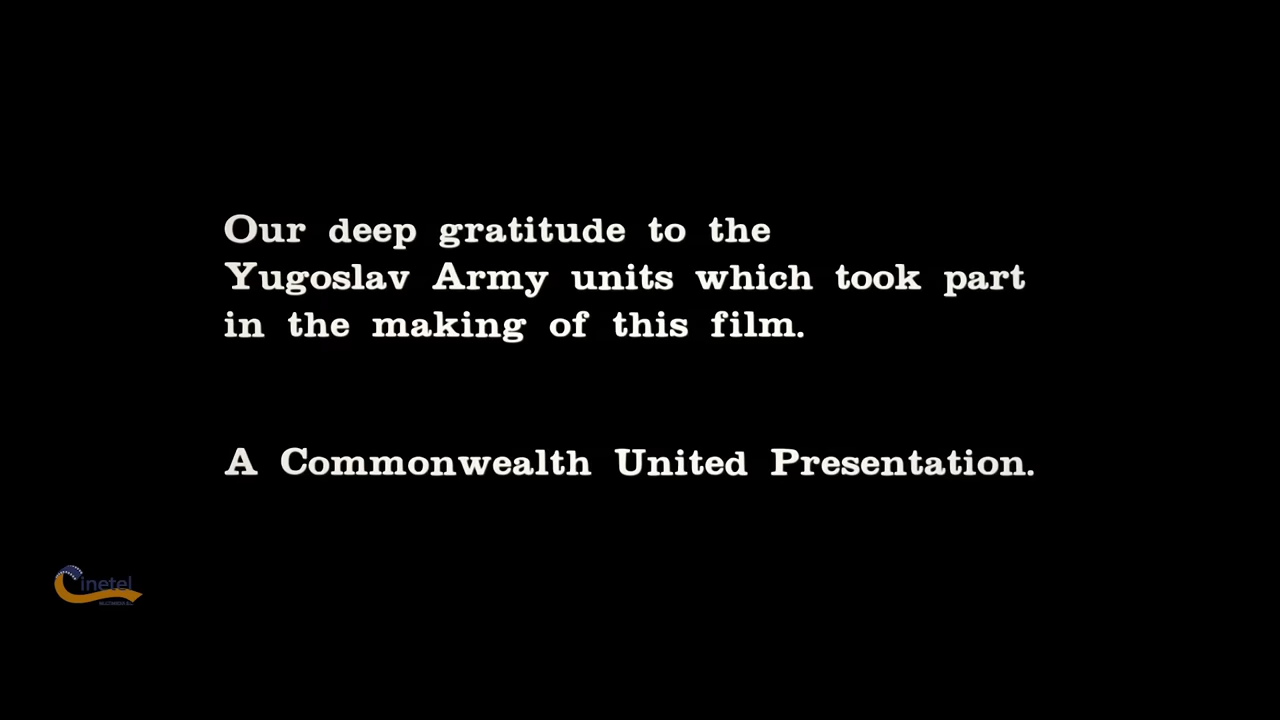 Our deep gratitude to the
Yugoslav Army units which took part
in the making of this film.
A Commonwealth United Presentation.
inetel